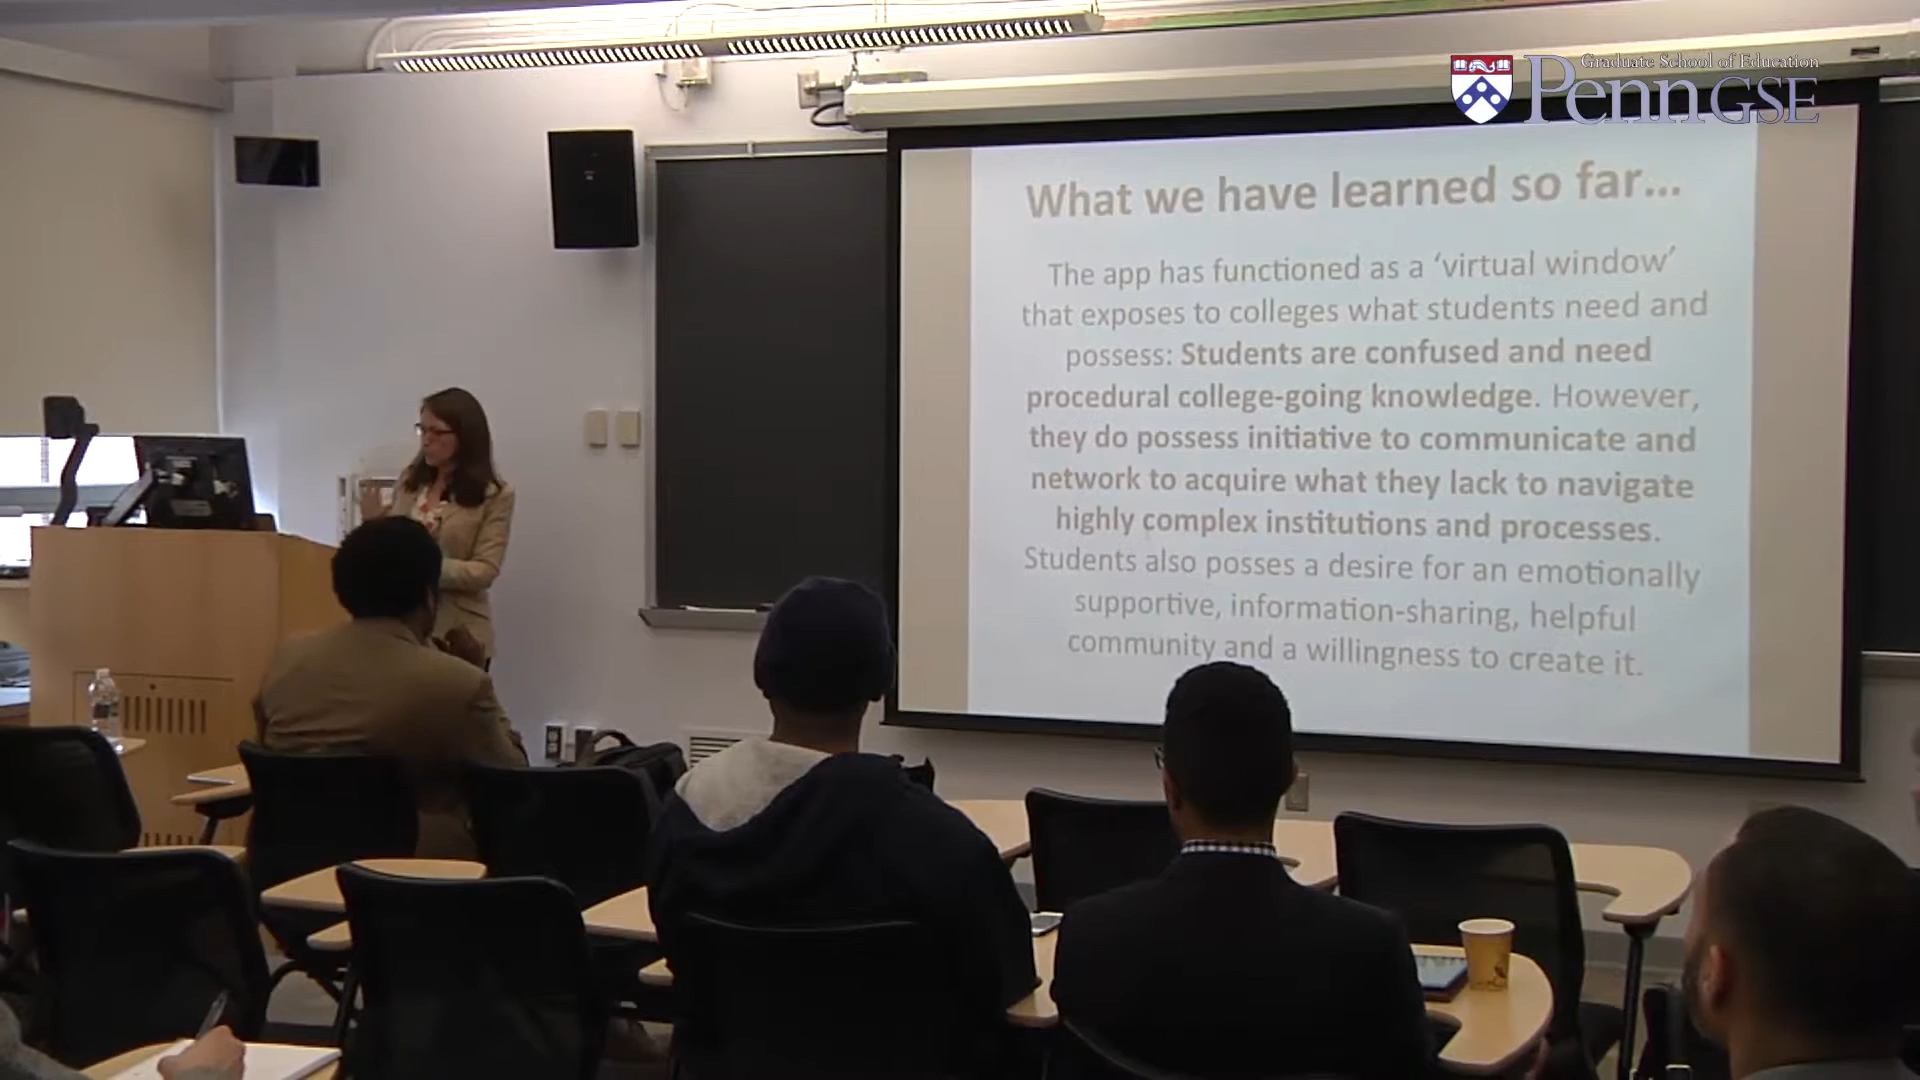 Graduate School of Education
PennGSE
What we have learned so far...
The app has functioned as a ‘virtual window’
that exposes to colleges what students need and
possess: Students are confused and need
procedural college-going knowledge. However,
they do possess initiative to communicate and
network to acquire what they lack to navigate
highly complex institutions and processes.
Students also posses a desire for an emotionally
supportive, information-sharing, helpful
community and a willingness to create it.